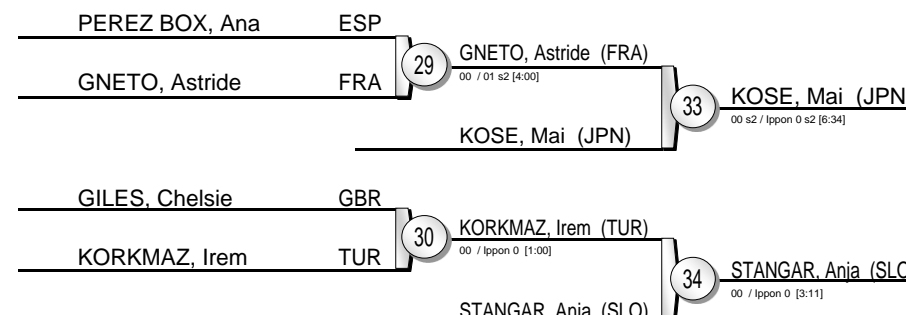 PEREZ BOX, Ana ESP
29
GNETO, Astride (FRA)
00 / 01 s2 [4:00]
GNETO, Astride FRA
33
KOSE, Mai (JPN
00 s2 / Ippon 0 s2 [6:34]
KOSE, Mai (JPN)
GILES, Chelsie GBR
30
KORKMAZ, Irem (TUR)
00 / Ippon 0 [1:00]
KORKMAZ, Irem TUR
34
STANGAR, Anja (SLO
00 / Ippon 0 [3:11]
STANGAR, Anja (SLO)